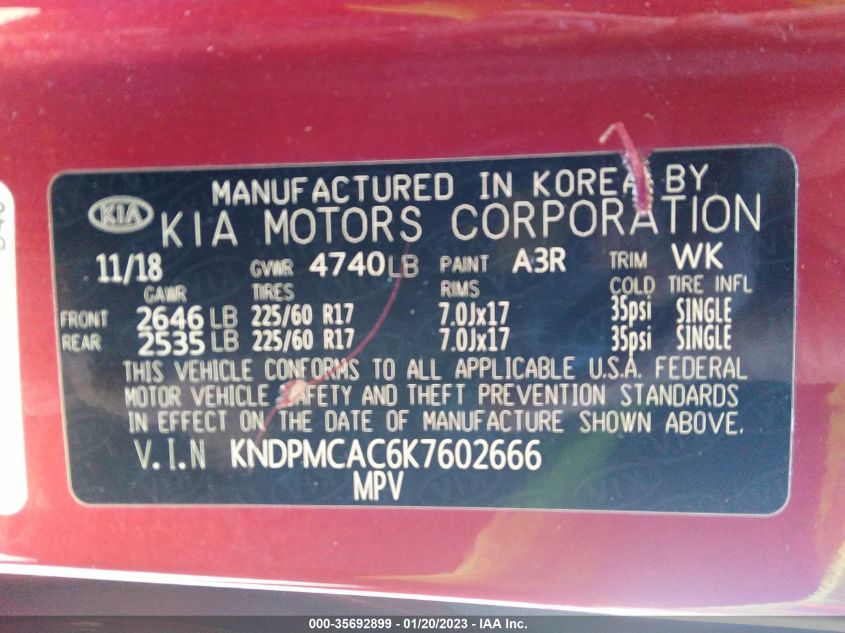 MANUFACTURED IN KOREA BY
KIA KIA MOTORS CORPORATION
11/18 GVWR 4740LB PAINT A3R TRIM WK
GAWR TIRES RIMS COLD TIRE INFL
FRONT 2646 LB 225/60 R17 7.0Jx17 35psi SINGLE
REAR 2535 LB 225/60 R17 7.0Jx17 35psi SINGLE
THIS VEHICLE CONFORMS TO ALL APPLICABLE U.S.A. FEDERAL
MOTOR VEHICLE SAFETY AND THEFT PREVENTION STANDARDS
IN EFFECT ON THE DATE OF MANUFACTURE SHOWN ABOVE.
V.I.N KNDPMCAC6K7602666
MPV
000-35692899 - 01/20/2023 - IAA Inc.